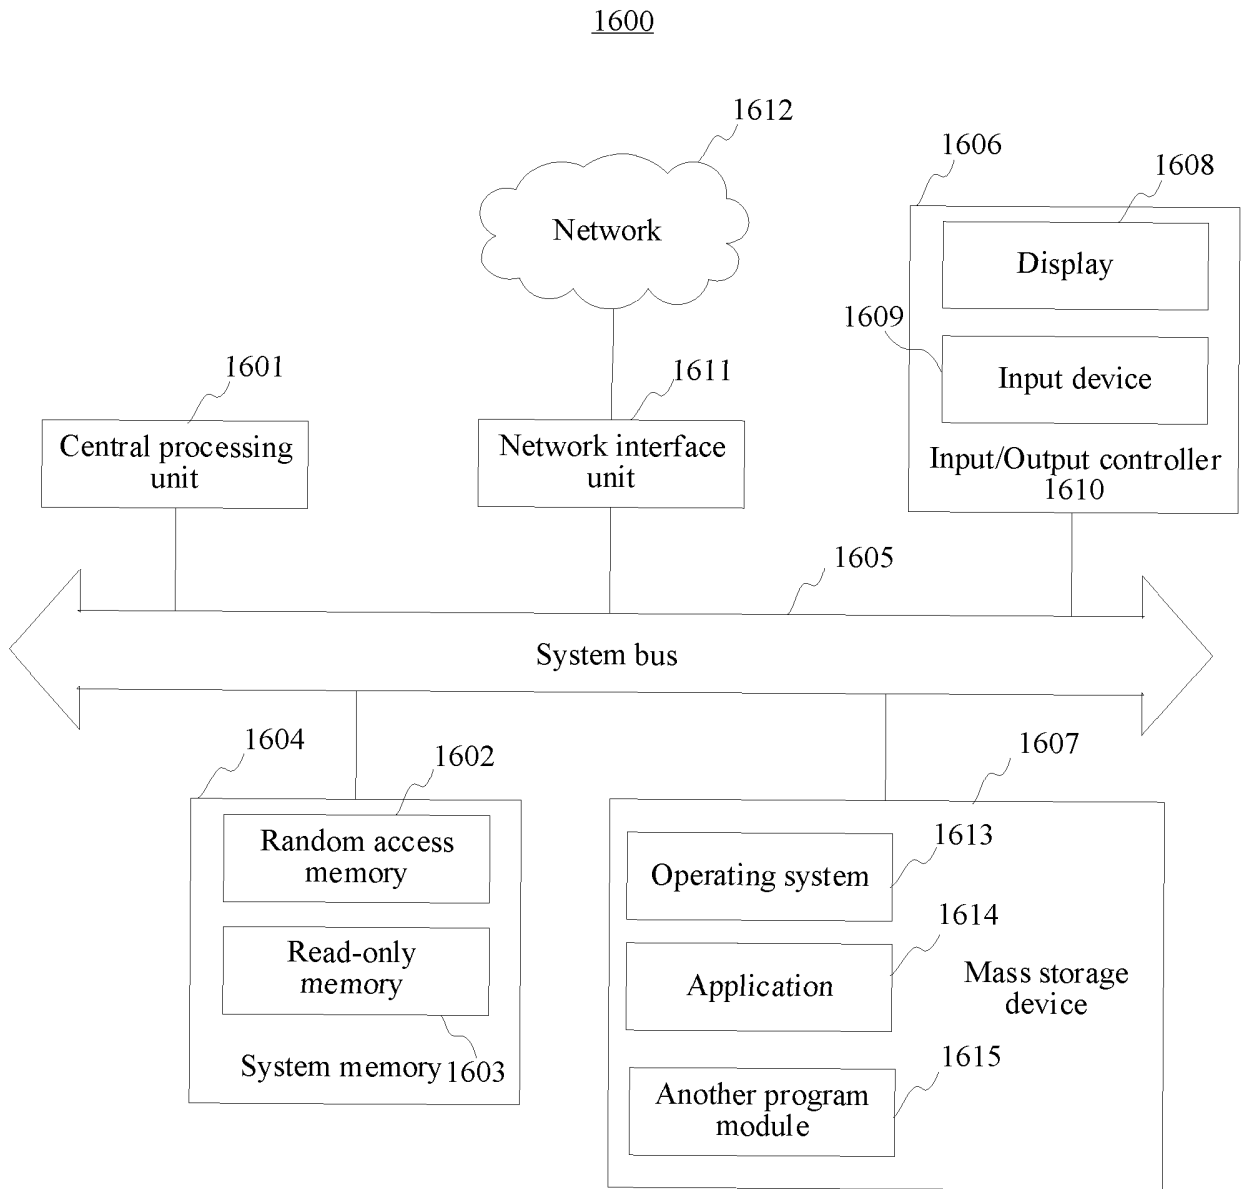 1600
1612
Network
1606
1608
Display
1609
Input device
Input/Output controller
1610
1601
Central processing
unit
1611
Network interface
unit
1605
System bus
1604
1602
Random access
memory
Read-only
memory
System memory
1603
1607
1613
Operating system
1614
Application
Mass storage
device
1615
Another program
module